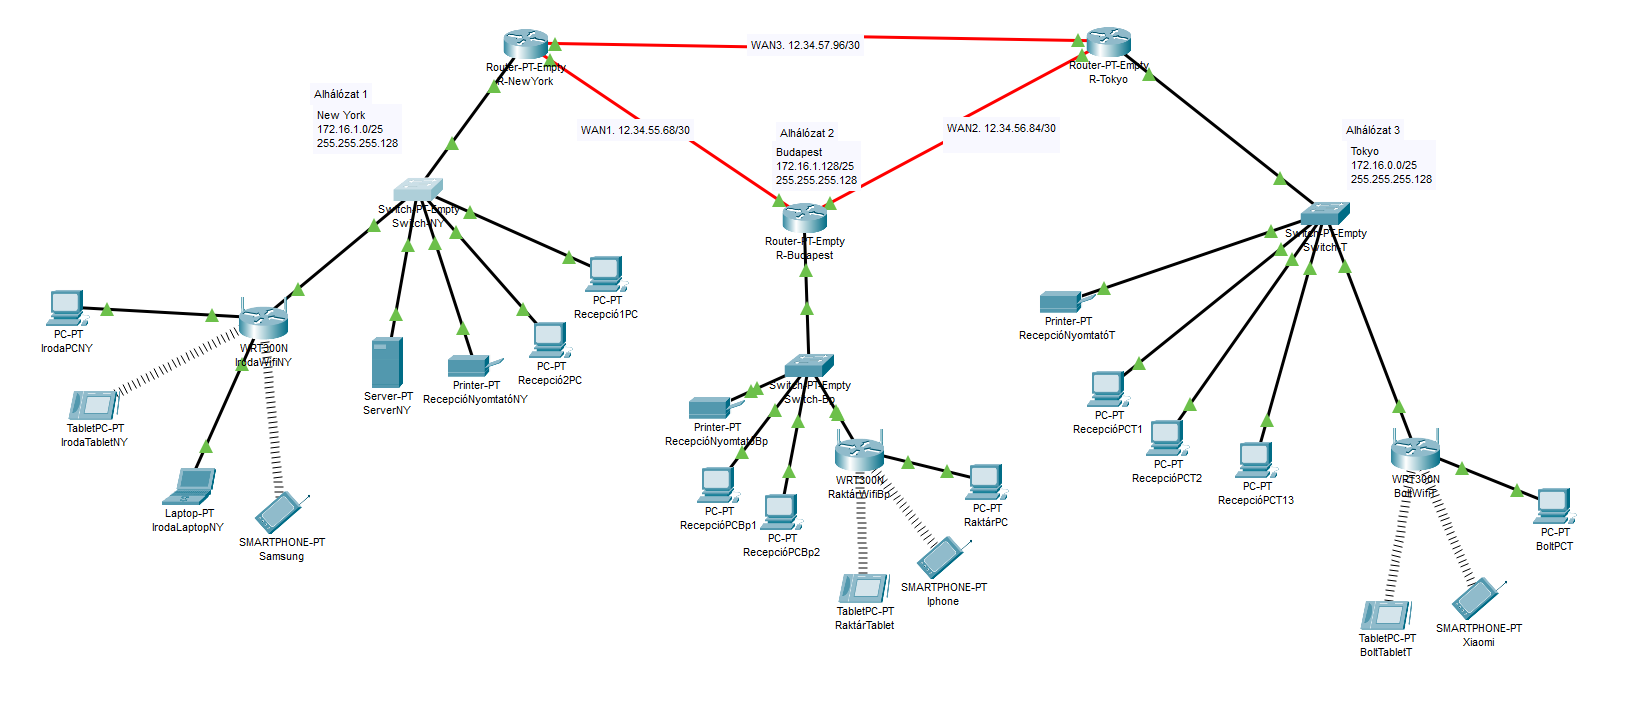 WAN3. 12.34.57.96/30
Router-PT-Empty
R-NewYork
Router-PT-Empty
R-Tokyo
Alhálózat 1
New York
172.16.1.0/25
255.255.255.128
WAN1. 12.34.55.68/30
Alhálózat 2
Budapest
172.16.1.128/25
255.255.255.128
WAN2. 12.34.56.84/30
Alhálózat 3
Tokyo
172.16.0.0/25
255.255.255.128
Switch-PT-Empty
Switch-NY
Router-PT-Empty
R-Budapest
Switch-PT-Empty
Switch-T
PC-PT
IrodaPCNY
WRT300N
IrodaWifiNY
PC-PT
Recepció1PC
PC-PT
Recepció2PC
Server-PT
ServerNY
Printer-PT
RecepcióNyomtatóNY
TabletPC-PT
IrodaTabletNY
Laptop-PT
IrodaLaptopNY
SMARTPHONE-PT
Samsung
Switch-PT-Empty
Switch-Bp
Printer-PT
RecepcióNyomtatóBp
PC-PT
RecepcióPCBp1
PC-PT
RecepcióPCBp2
WRT300N
RaktárWifiBp
PC-PT
RaktárPC
TabletPC-PT
RaktárTablet
SMARTPHONE-PT
Iphone
Printer-PT
RecepcióNyomtatóT
PC-PT
RecepcióPCT1
PC-PT
RecepcióPCT2
PC-PT
RecepcióPCT13
WRT300N
BoltWifiT
PC-PT
BoltPCT
TabletPC-PT
BoltTabletT
SMARTPHONE-PT
Xiaomi